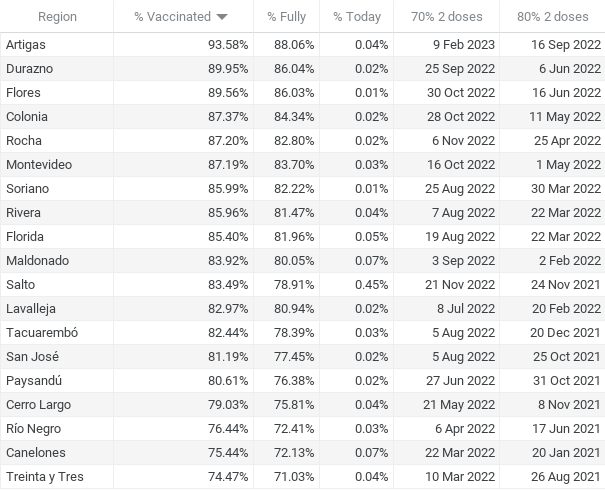 Region % Vaccinated % Fully % Today 70% 2 doses 80% 2 doses
Artigas 93.58% 88.06% 0.04% 9 Feb 2023 16 Sep 2022
Durazno 89.95% 86.04% 0.02% 25 Sep 2022 6 Jun 2022
Flores 89.56% 86.03% 0.01% 30 Oct 2022 16 Jun 2022
Colonia 87.37% 84.34% 0.02% 28 Oct 2022 11 May 2022
Rocha 87.20% 82.80% 0.02% 6 Nov 2022 25 Apr 2022
Montevideo 87.19% 83.70% 0.03% 16 Oct 2022 1 May 2022
Soriano 85.99% 82.22% 0.01% 25 Aug 2022 30 Mar 2022
Rivera 85.96% 81.47% 0.04% 7 Aug 2022 22 Mar 2022
Florida 85.40% 81.96% 0.05% 19 Aug 2022 22 Mar 2022
Maldonado 83.92% 80.05% 0.07% 3 Sep 2022 2 Feb 2022
Salto 83.49% 78.91% 0.45% 21 Nov 2022 24 Nov 2021
Lavalleja 82.97% 80.94% 0.02% 8 Jul 2022 20 Feb 2022
Tacuarembó 82.44% 78.39% 0.03% 5 Aug 2022 20 Dec 2021
San José 81.19% 77.45% 0.02% 5 Aug 2022 25 Oct 2021
Paysandú 80.61% 76.38% 0.02% 27 Jun 2022 31 Oct 2021
Cerro Largo 79.03% 75.81% 0.04% 21 May 2022 8 Nov 2021
Río Negro 76.44% 72.41% 0.03% 6 Apr 2022 17 Jun 2021
Canelones 75.44% 72.13% 0.07% 22 Mar 2022 20 Jan 2021
Treinta y Tres 74.47% 71.03% 0.04% 10 Mar 2022 26 Aug 2021